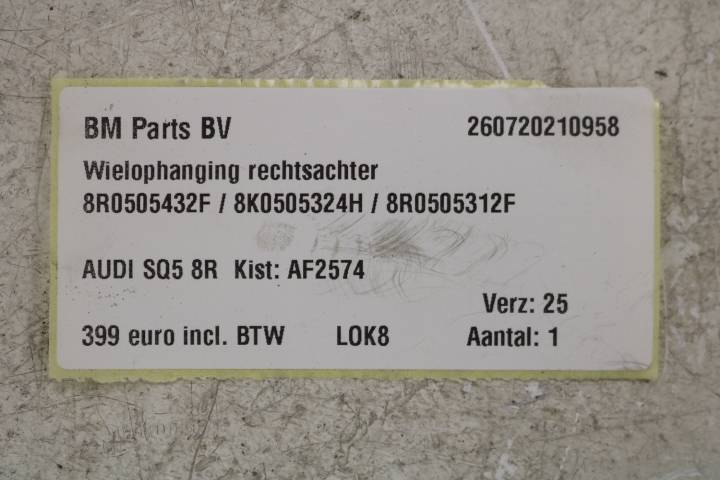 BM Parts BV 260720210958
Wielophanging rechtsachter
8R0505432F / 8K0505324H / 8R0505312F
AUDI SQ5 8R Kist: AF2574
Verz: 25
399 euro incl. BTW LOK8 Aantal: 1